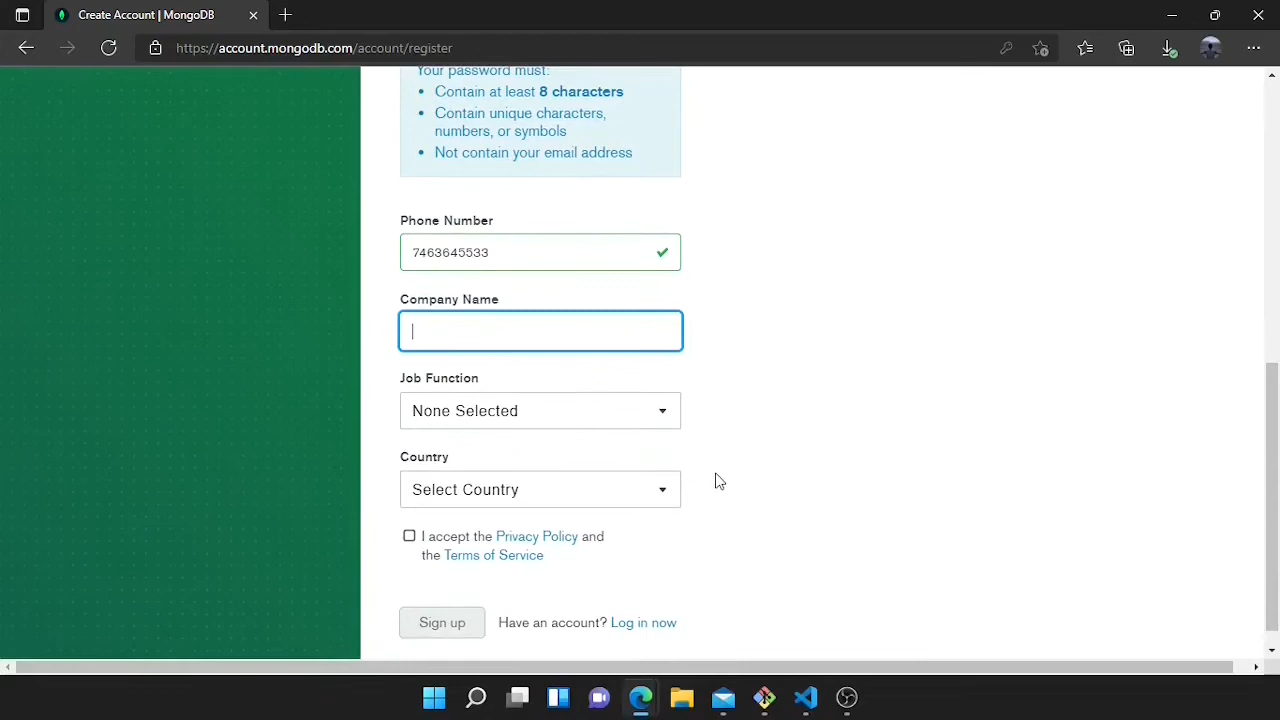 Create Account | MongoDB
https://account.mongodb.com/account/register
Your password must:
• Contain at least 8 characters
• Contain unique characters,
numbers, or symbols
• Not contain your email address
Phone Number
7463645533
Company Name
Job Function
None Selected
Country
Select Country
I accept the Privacy Policy and
the Terms of Service
Sign up
Have an account? Log in now